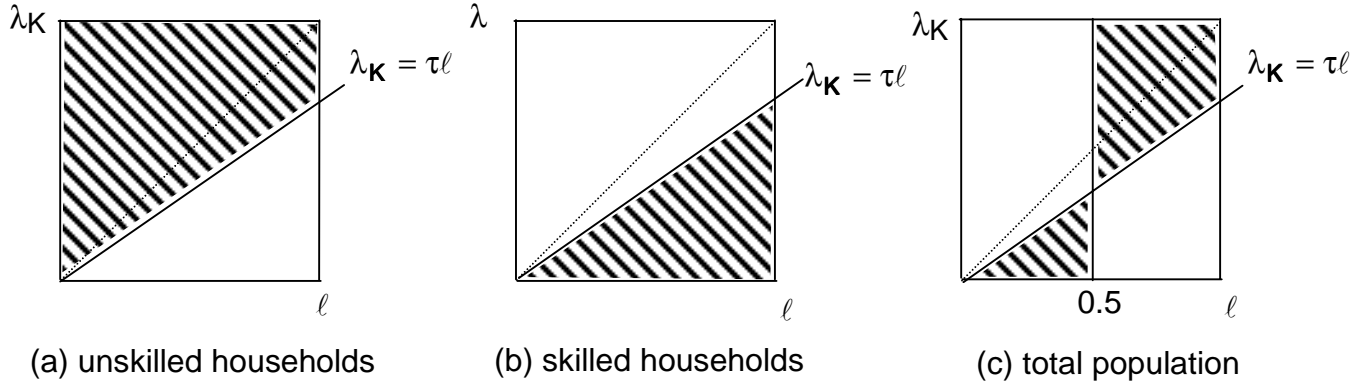 λK
λK = τℓ
ℓ
(a) unskilled households
λ
λK = τℓ
ℓ
(b) skilled households
λK
λK = τℓ
0.5
ℓ
(c) total population